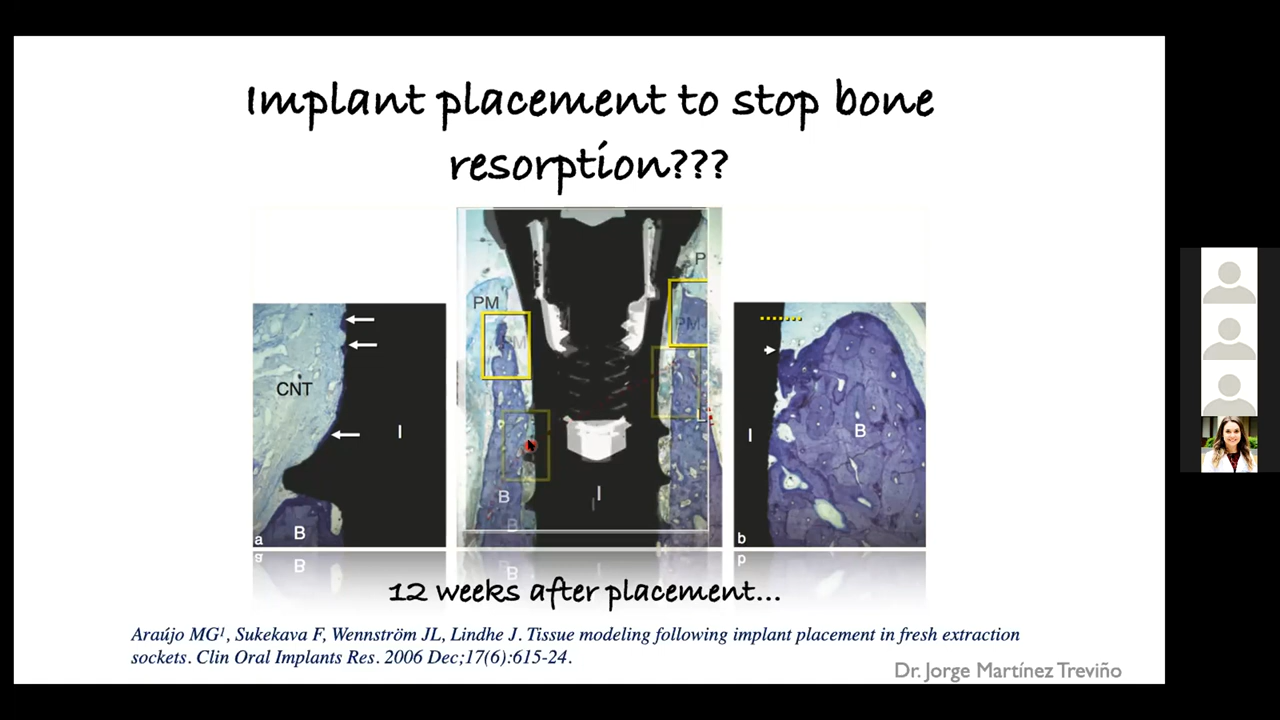 Implant placement to stop bone
resorption???
PM
P
PM
PM
CNT
I
I
B
I
B
B
B
I
I
B
a
b
12 weeks after placement...
Araújo MG¹, Sukekava F, Wennström JL, Lindhe J. Tissue modeling following implant placement in fresh extraction
sockets. Clin Oral Implants Res. 2006 Dec;17(6):615-24.
Dr. Jorge Martínez Treviño